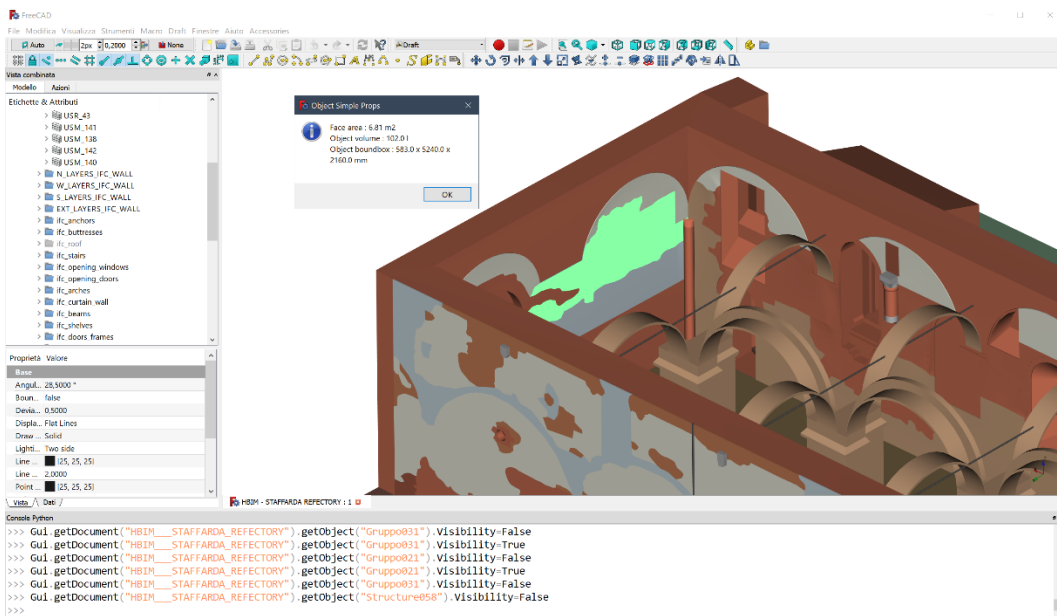 FreeCAD
File Modifica Visualizza Strumenti Macro Draft Finestre Aiuto Accessories
Auto 2px 0,2000 None Draft
Vista combinata
Modello Azioni
Etichette & Attributi
USR_43
USM_141
USM_138
USM_142
USM_140
N_LAYERS_IFC_WALL
W_LAYERS_IFC_WALL
S_LAYERS_IFC_WALL
EXT_LAYERS_IFC_WALL
ifc_anchors
ifc_buttresses
ifc_roof
ifc_stairs
ifc_opening_windows
ifc_opening_doors
ifc_arches
ifc_curtain_wall
ifc_beams
ifc_shelves
ifc_doors_frames
Object Simple Props
Face area : 6.81 m2
Object volume : 102.0 l
Object boundbox : 583.0 x 5240.0 x
2160.0 mm
OK
Proprietà Valore
Base
Angul... 28,5000 °
Boun... false
Devia... 0,5000
Displa... Flat Lines
Draw ... Solid
Lighti... Two side
Line ... [25, 25, 25]
Line ... 2,0000
Point ... [25, 25, 25]
Vista Dati
HBIM - STAFFARDA REFECTORY : 1
Console Python
>>> Gui.getDocument("HBIM___STAFFARDA_REFECTORY").getObject("Gruppo031").Visibility=False
>>> Gui.getDocument("HBIM___STAFFARDA_REFECTORY").getObject("Gruppo031").Visibility=True
>>> Gui.getDocument("HBIM___STAFFARDA_REFECTORY").getObject("Gruppo021").Visibility=False
>>> Gui.getDocument("HBIM___STAFFARDA_REFECTORY").getObject("Gruppo021").Visibility=True
>>> Gui.getDocument("HBIM___STAFFARDA_REFECTORY").getObject("Gruppo031").Visibility=False
>>> Gui.getDocument("HBIM___STAFFARDA_REFECTORY").getObject("Structure058").Visibility=False
>>>